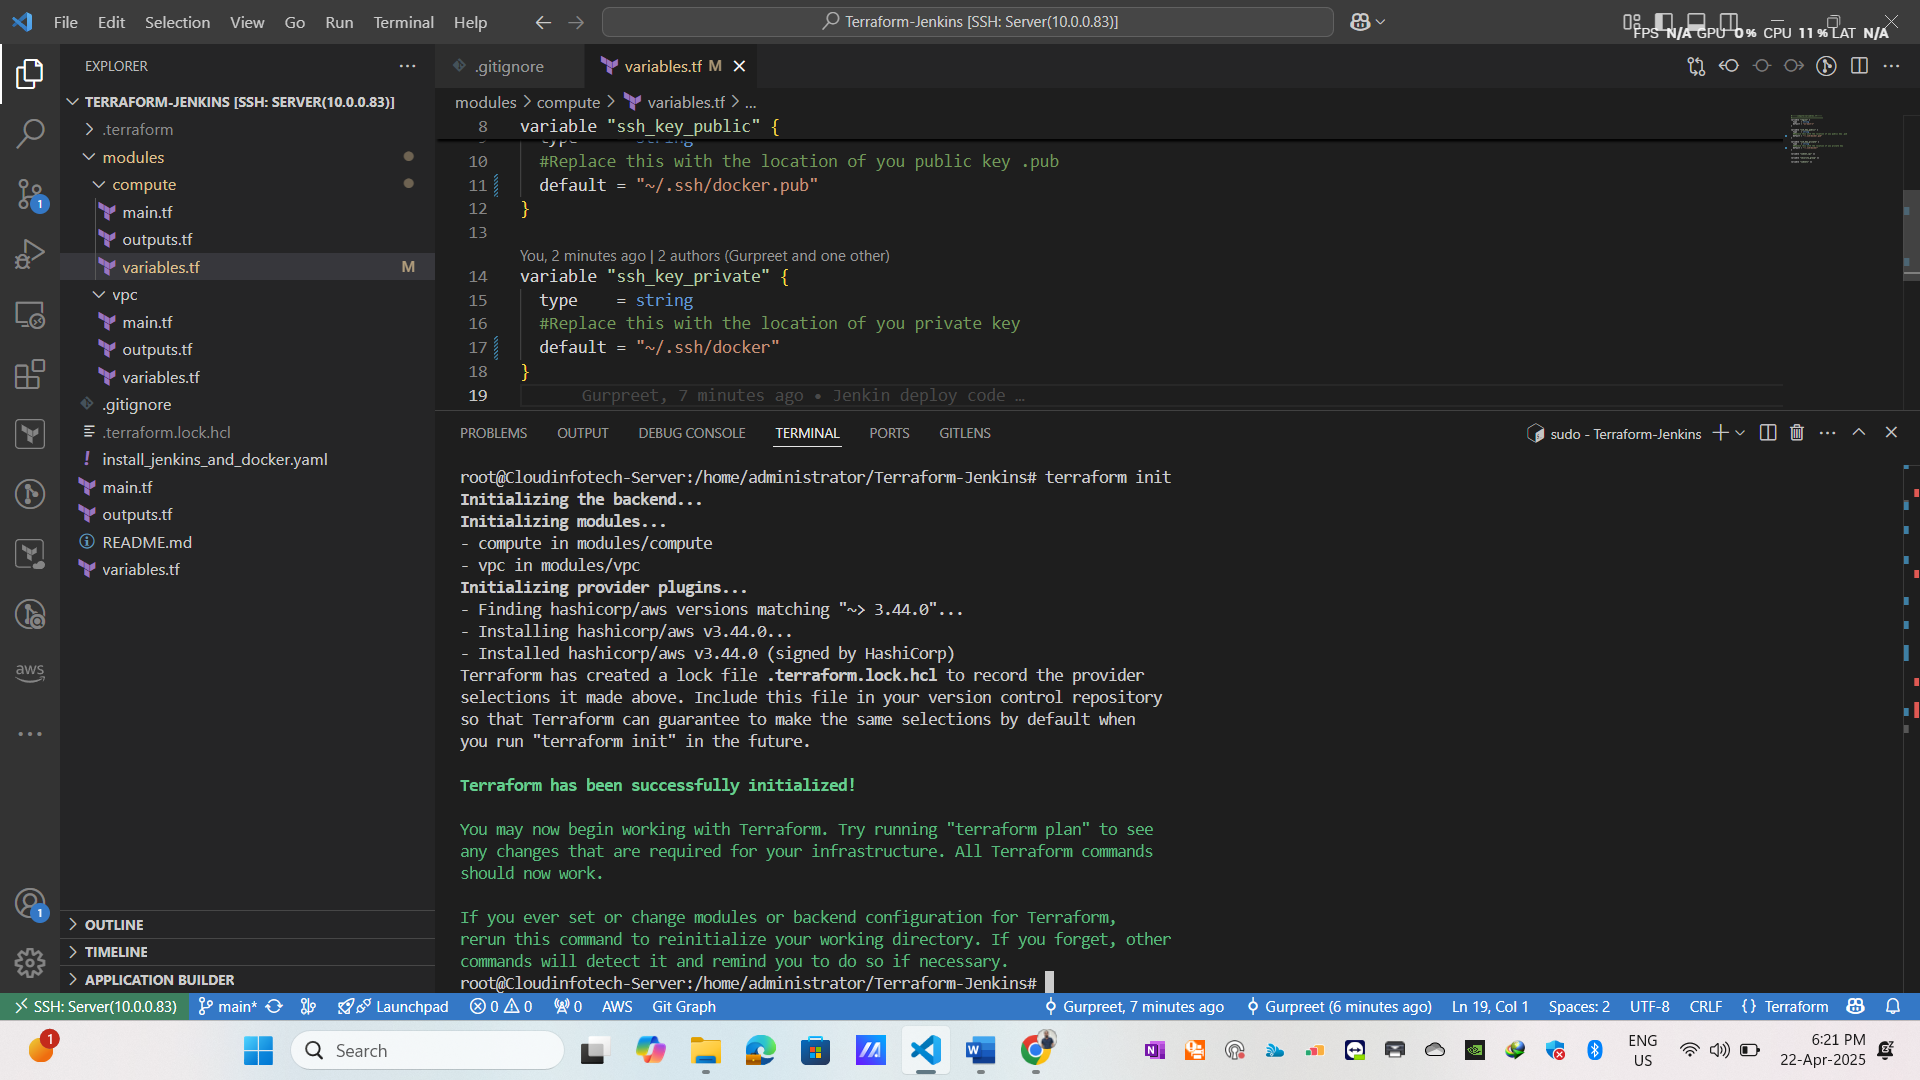 File Edit Selection View Go Run Terminal Help
Terraform-Jenkins [SSH: Server(10.0.0.83)]
FPS N/A GPU 0% CPU 11% LAT N/A
EXPLORER
TERRAFORM-JENKINS [SSH: SERVER(10.0.0.83)]
.terraform
modules
compute
main.tf
outputs.tf
variables.tf M
vpc
main.tf
outputs.tf
variables.tf
.gitignore
.terraform.lock.hcl
install_jenkins_and_docker.yaml
main.tf
outputs.tf
README.md
variables.tf
OUTLINE
TIMELINE
APPLICATION BUILDER
1
aws
1
.gitignore
variables.tf M
modules > compute > variables.tf > ...
8 variable "ssh_key_public" {
10 #Replace this with the location of you public key .pub
11 default = "~/.ssh/docker.pub"
12 }
13
You, 2 minutes ago | 2 authors (Gurpreet and one other)
14 variable "ssh_key_private" {
15 type = string
16 #Replace this with the location of you private key
17 default = "~/.ssh/docker"
18 }
19 Gurpreet, 7 minutes ago • Jenkin deploy code …
PROBLEMS OUTPUT DEBUG CONSOLE TERMINAL PORTS GITLENS
sudo - Terraform-Jenkins
root@Cloudinfotech-Server:/home/administrator/Terraform-Jenkins# terraform init
Initializing the backend...
Initializing modules...
- compute in modules/compute
- vpc in modules/vpc
Initializing provider plugins...
- Finding hashicorp/aws versions matching "~> 3.44.0"...
- Installing hashicorp/aws v3.44.0...
- Installed hashicorp/aws v3.44.0 (signed by HashiCorp)
Terraform has created a lock file .terraform.lock.hcl to record the provider
selections it made above. Include this file in your version control repository
so that Terraform can guarantee to make the same selections by default when
you run "terraform init" in the future.
Terraform has been successfully initialized!
You may now begin working with Terraform. Try running "terraform plan" to see
any changes that are required for your infrastructure. All Terraform commands
should now work.
If you ever set or change modules or backend configuration for Terraform,
rerun this command to reinitialize your working directory. If you forget, other
commands will detect it and remind you to do so if necessary.
root@Cloudinfotech-Server:/home/administrator/Terraform-Jenkins#
SSH: Server(10.0.0.83) main* Launchpad 0 0 0 AWS Git Graph Gurpreet, 7 minutes ago Gurpreet (6 minutes ago) Ln 19, Col 1 Spaces: 2 UTF-8 CRLF {} Terraform
1
Search
ENG
US
6:21 PM
22-Apr-2025